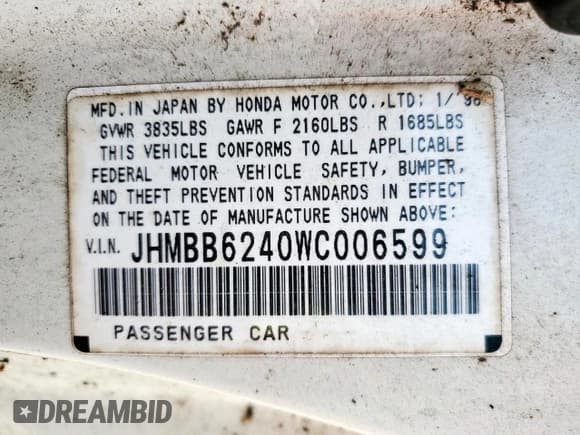 MFD.IN JAPAN BY HONDA MOTOR CO.,LTD: 1/'98
GVWR 3835LBS GAWR F 2160LBS R 1685LBS
THIS VEHICLE CONFORMS TO ALL APPLICABLE
FEDERAL MOTOR VEHICLE SAFETY, BUMPER,
AND THEFT PREVENTION STANDARDS IN EFFECT
ON THE DATE OF MANUFACTURE SHOWN ABOVE:
V.I.N. JHMBB6240WC006599
PASSENGER CAR
DREAMBID